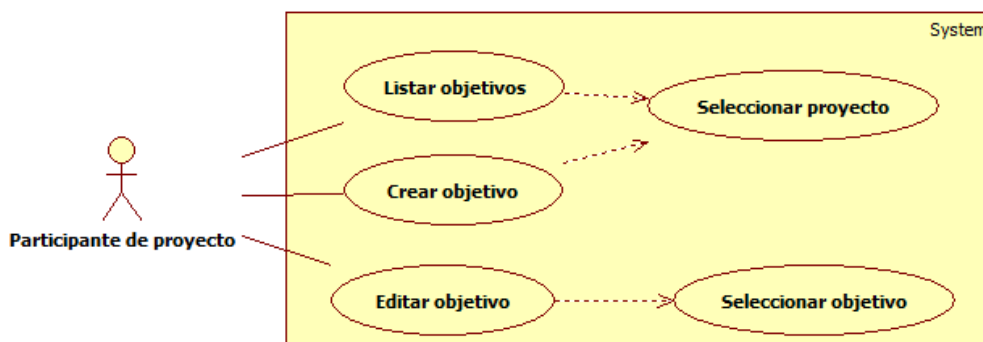 System
Listar objetivos
Seleccionar proyecto
Crear objetivo
Participante de proyecto
Editar objetivo
Seleccionar objetivo